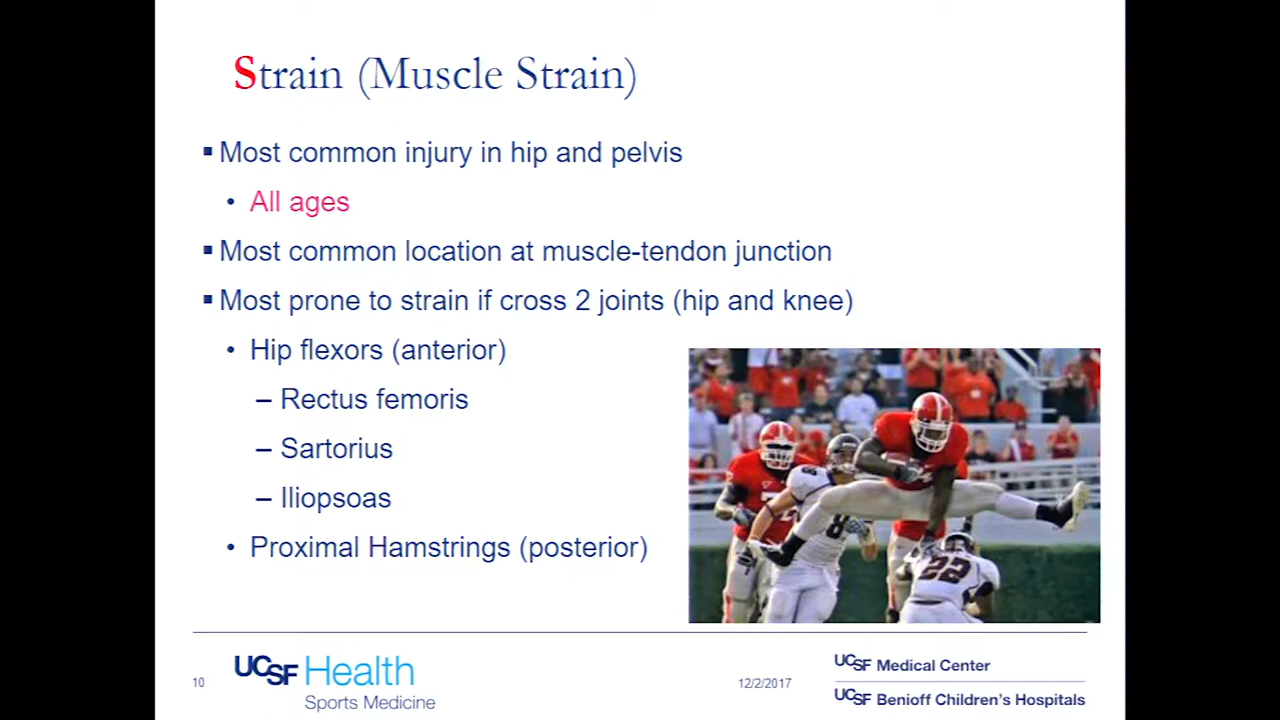 Strain (Muscle Strain)
▪ Most common injury in hip and pelvis
• All ages
▪ Most common location at muscle-tendon junction
▪ Most prone to strain if cross 2 joints (hip and knee)
• Hip flexors (anterior)
– Rectus femoris
– Sartorius
– Iliopsoas
• Proximal Hamstrings (posterior)
8
22
10
UCSF Health
Sports Medicine
12/2/2017
UCSF Medical Center
UCSF Benioff Children's Hospitals